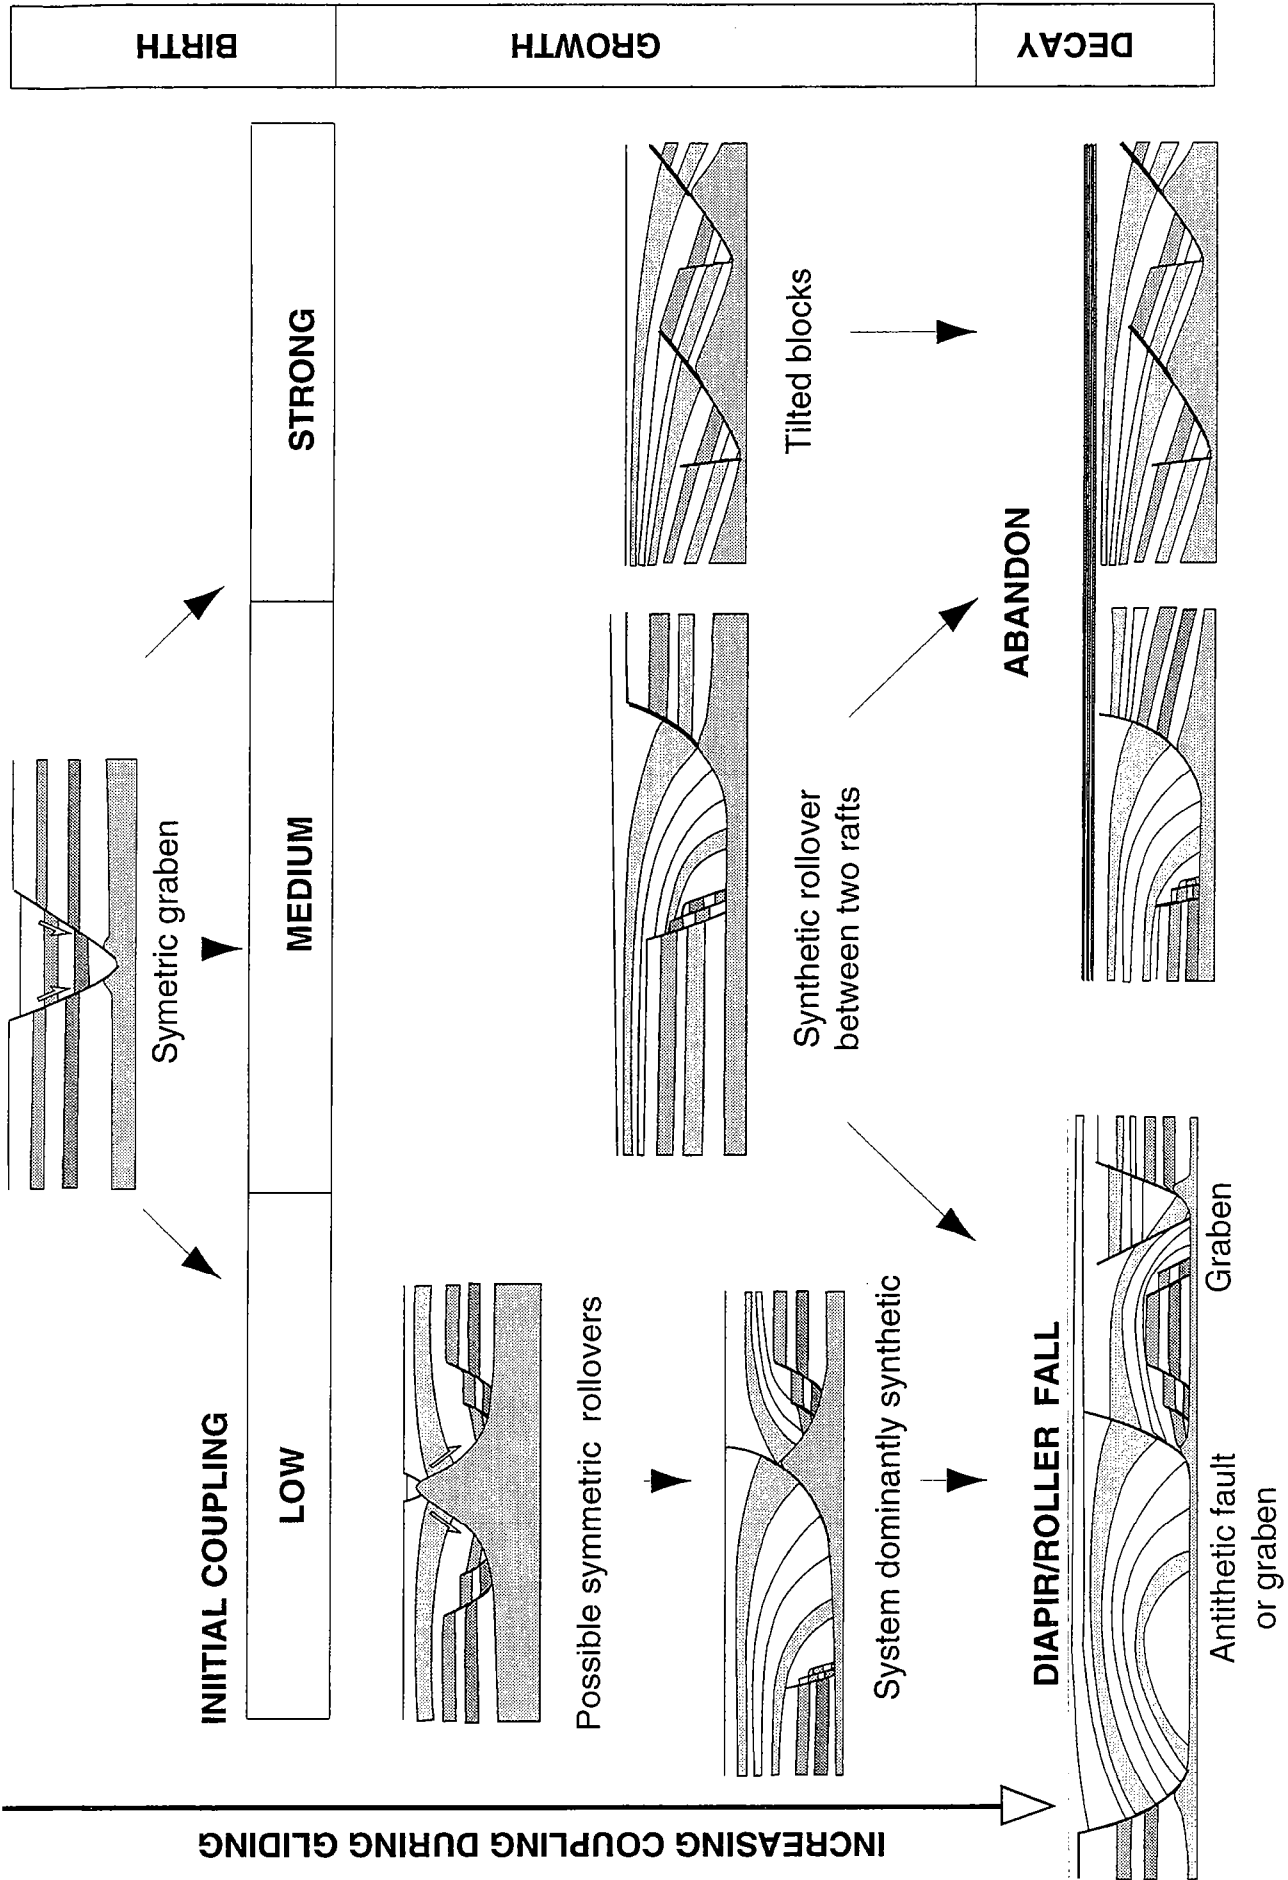 BIRTH
GROWTH
DECAY
Symetric graben
INIITAL COUPLING
LOW
MEDIUM
STRONG
Possible symmetric rollovers
System dominantly synthetic
Synthetic rollover
between two rafts
Tilted blocks
DIAPIR/ROLLER FALL
ABANDON
Antithetic fault
or graben
Graben
INCREASING COUPLING DURING GLIDING